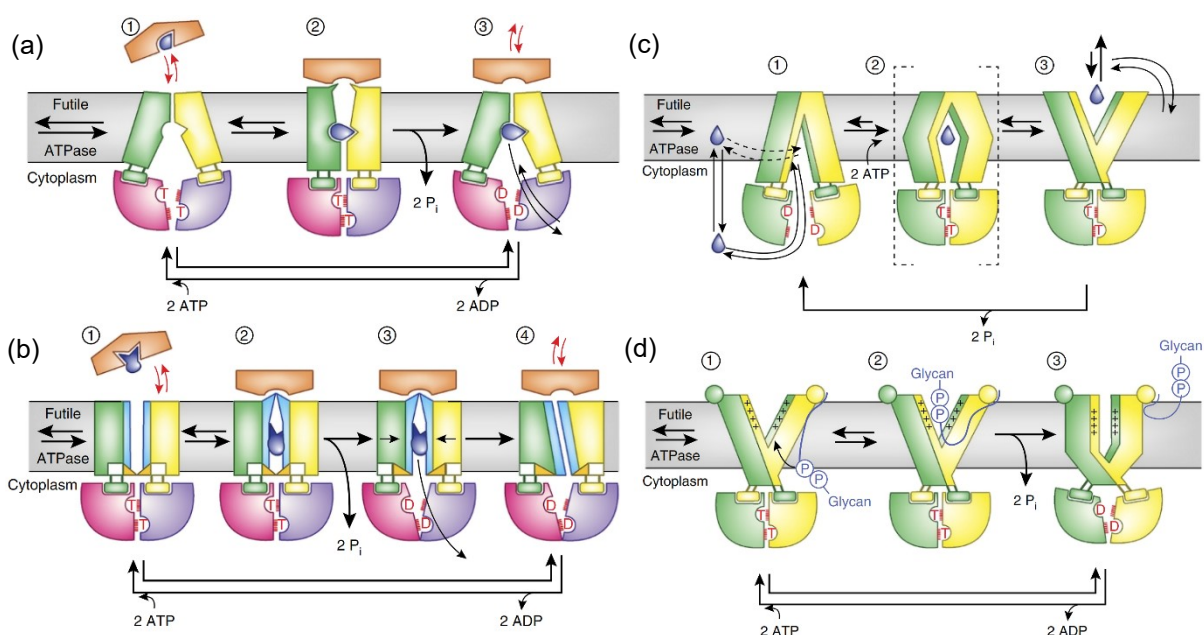 (a)
① ② ③
Futile
ATPase
Cytoplasm
T
T
D
D
T
T
2 Pi
2 ATP
2 ADP
(b)
① ② ③ ④
Futile
ATPase
Cytoplasm
T
T
T
T
D
D
D
D
2 Pi
2 ATP
2 ADP
(c)
① ② ③
Futile
ATPase
Cytoplasm
2 ATP
D
D
T
T
T
T
2 Pi
(d)
① ② ③
Glycan
P
P
Glycan
P
P
Futile
ATPase
Cytoplasm
+ + + +
+ + + +
+ + + +
+ + + +
+ + + +
+ + + +
P
P
Glycan
T
T
T
T
D
D
2 Pi
2 ATP
2 ADP